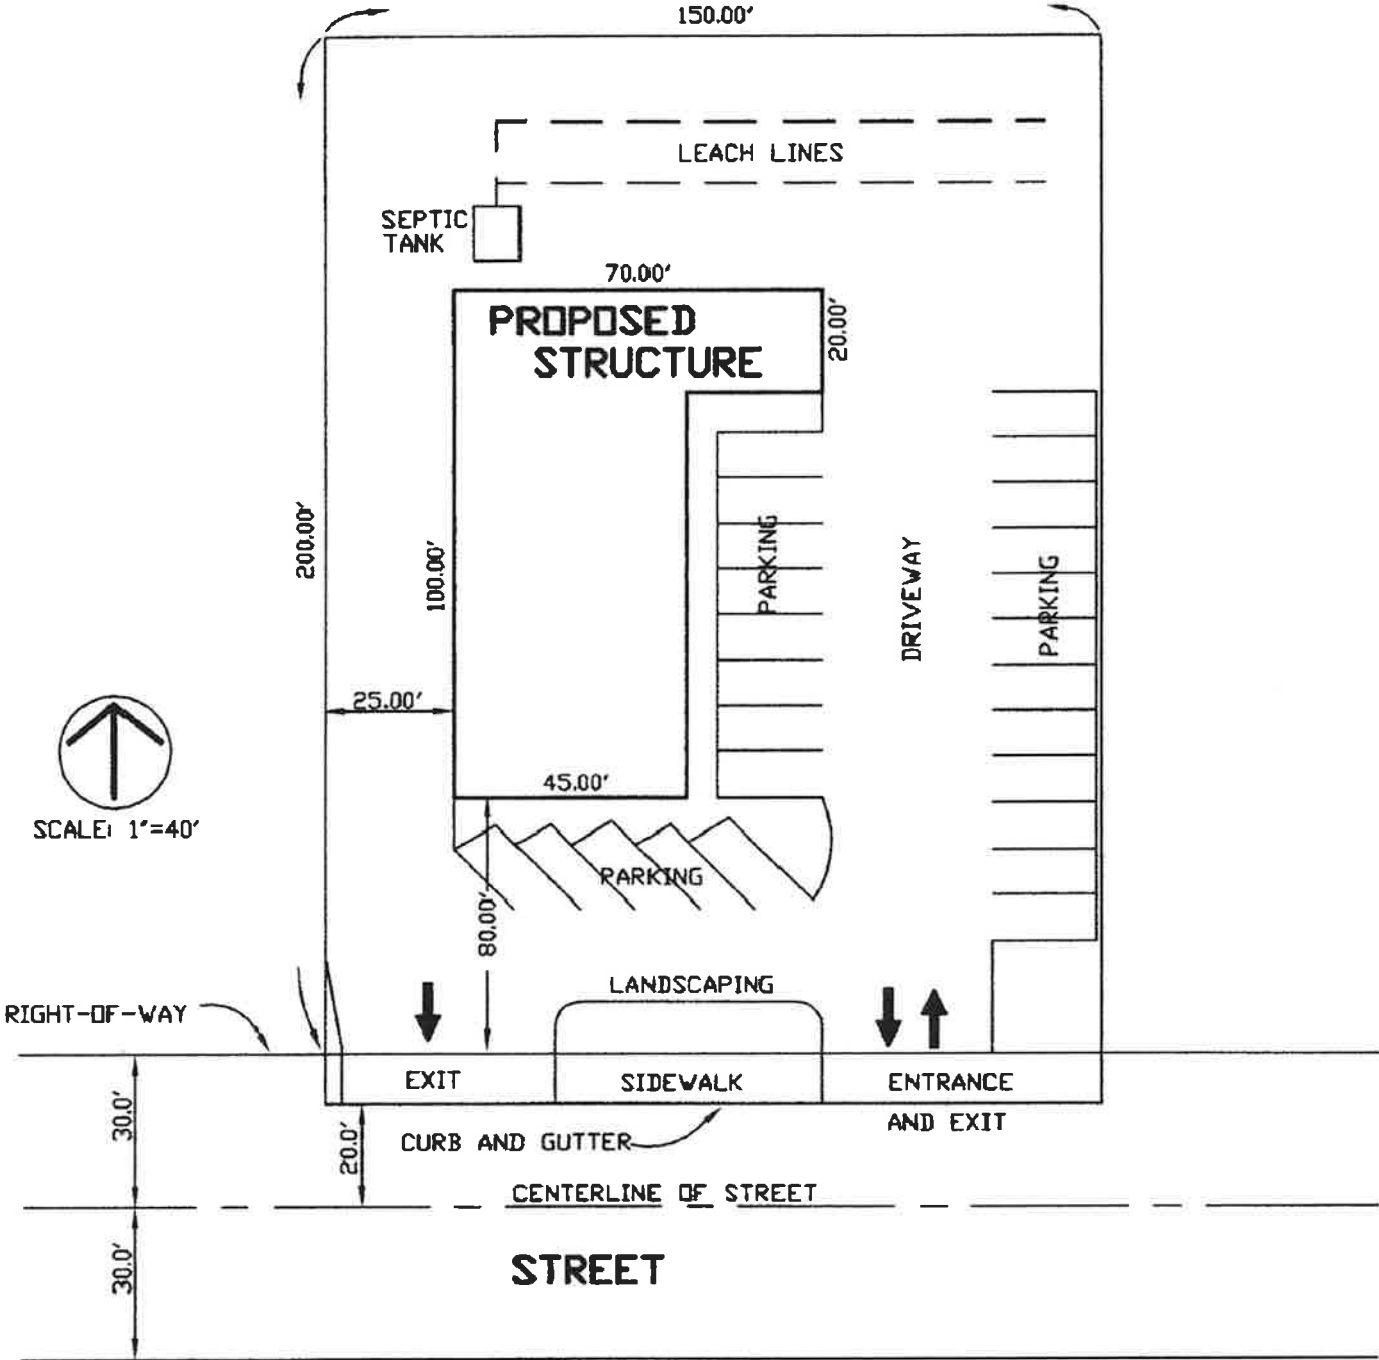 150.00'
LEACH LINES
SEPTIC
TANK
70.00'
PROPOSED
STRUCTURE
20.00'
200.00'
100.00'
PARKING
DRIVEWAY
PARKING
25.00'
45.00'
SCALE: 1"=40'
PARKING
80.00'
LANDSCAPING
RIGHT-OF-WAY
EXIT
SIDEWALK
ENTRANCE
AND EXIT
30.0'
20.0'
CURB AND GUTTER
CENTERLINE OF STREET
30.0'
STREET